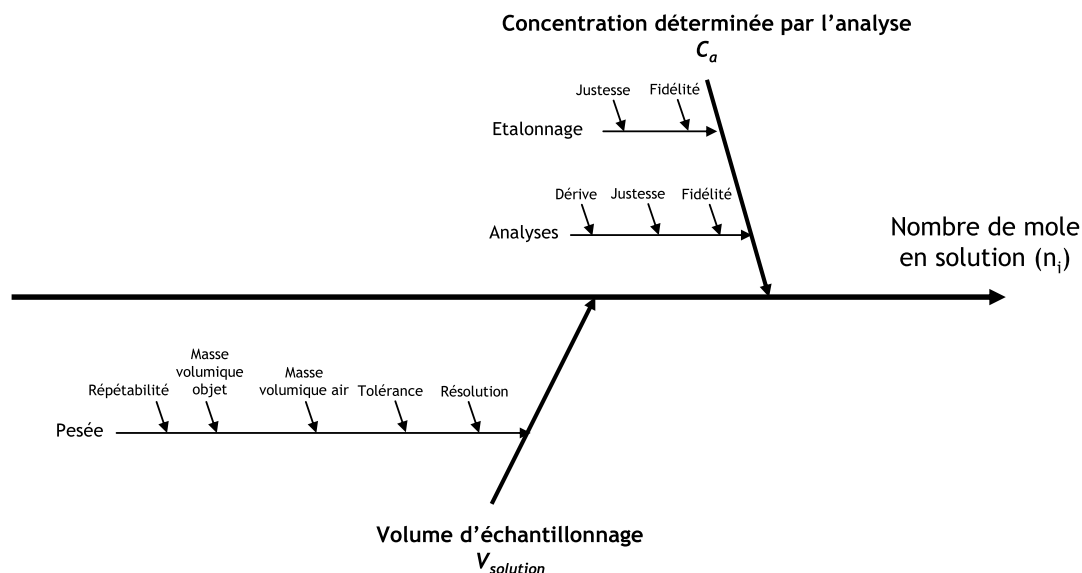 Concentration déterminée par l’analyse
Ca
Justesse
Fidélité
Etalonnage
Dérive
Justesse
Fidélité
Analyses
Nombre de mole
en solution (ni)
Masse
volumique
objet
Masse
volumique air
Répétabilité
Tolérance
Résolution
Pesée
Volume d’échantillonnage
Vsolution